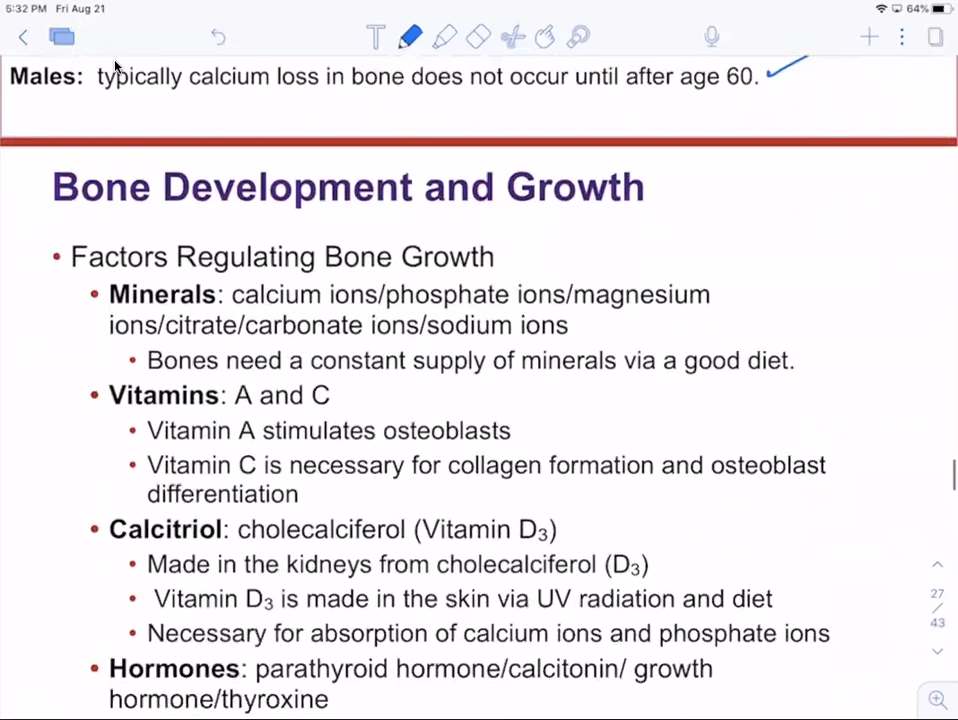 5:32 PM Fri Aug 21 64%
Males: typically calcium loss in bone does not occur until after age 60.
Bone Development and Growth
• Factors Regulating Bone Growth
• Minerals: calcium ions/phosphate ions/magnesium
ions/citrate/carbonate ions/sodium ions
• Bones need a constant supply of minerals via a good diet.
• Vitamins: A and C
• Vitamin A stimulates osteoblasts
• Vitamin C is necessary for collagen formation and osteoblast
differentiation
• Calcitriol: cholecalciferol (Vitamin D₃)
• Made in the kidneys from cholecalciferol (D₃)
• Vitamin D₃ is made in the skin via UV radiation and diet
27
/
43
• Necessary for absorption of calcium ions and phosphate ions
• Hormones: parathyroid hormone/calcitonin/ growth
hormone/thyroxine